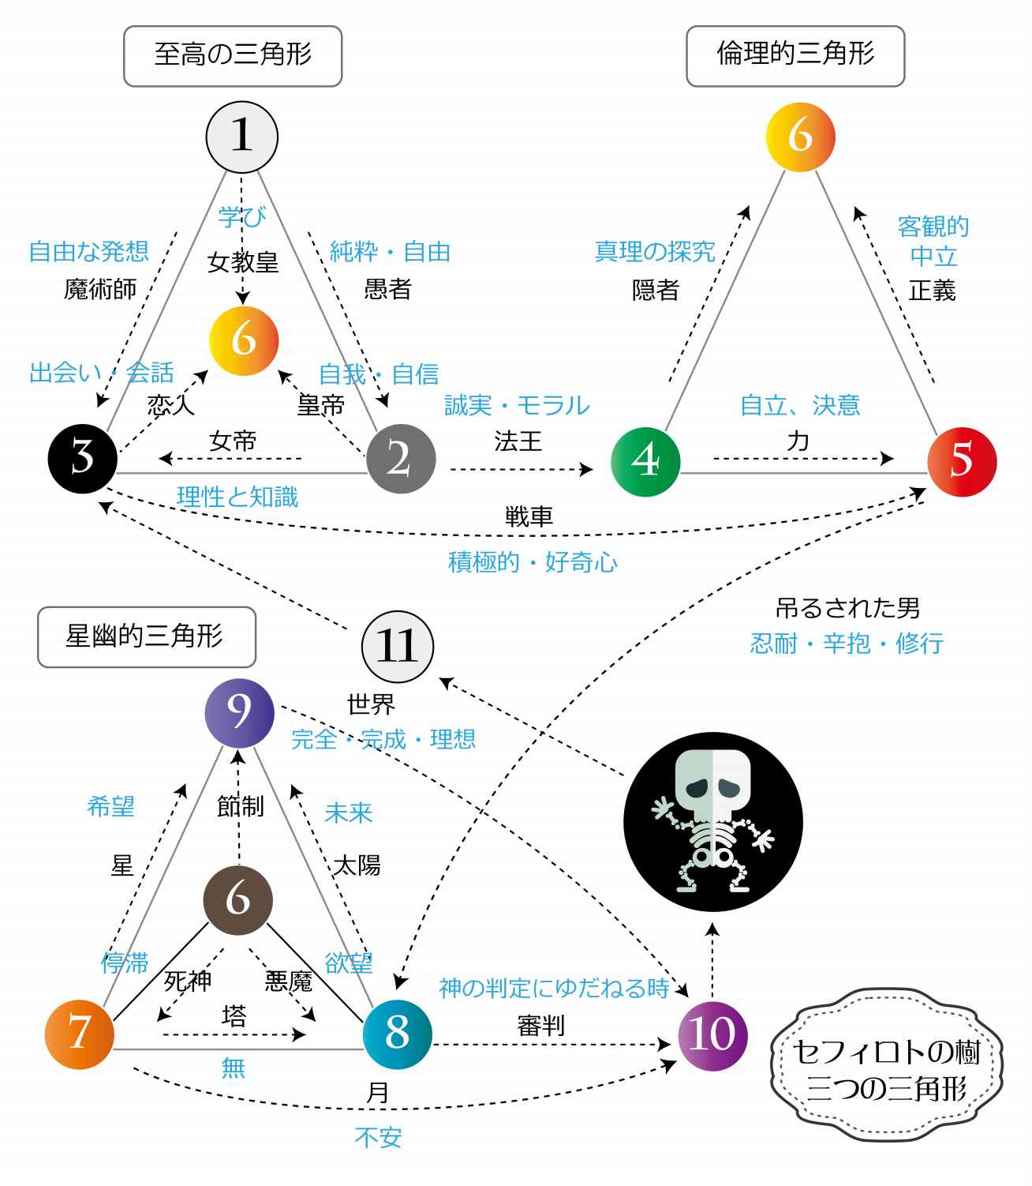 至高の三角形
倫理的三角形
1
6
学び
自由な発想
魔術師
女教皇
純粋・自由
愚者
真理の探究
隠者
客観的
中立
正義
6
出会い・会話
恋人
自我・自信
皇帝
誠実・モラル
法王
自立、決意
力
女帝
3
2
4
5
理性と知識
戦車
積極的・好奇心
吊るされた男
忍耐・辛抱・修行
星幽的三角形
11
世界
9
完全・完成・理想
希望
節制
未来
星
太陽
6
停滞
死神
悪魔
欲望
塔
神の判定にゆだねる時
審判
7
8
10
無
月
不安
セフィロトの樹
三つの三角形